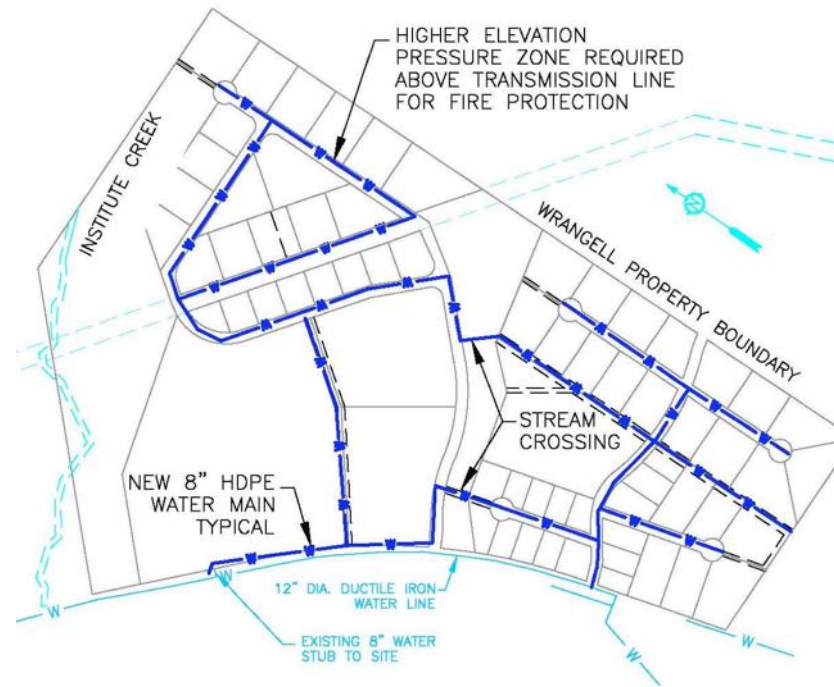 HIGHER ELEVATION
PRESSURE ZONE REQUIRED
ABOVE TRANSMISSION LINE
FOR FIRE PROTECTION
INSTITUTE CREEK
N
WRANGELL PROPERTY BOUNDARY
STREAM
CROSSING
NEW 8" HDPE
WATER MAIN
TYPICAL
12" DIA. DUCTILE IRON
WATER LINE
EXISTING 8" WATER
STUB TO SITE
W
W
W
W